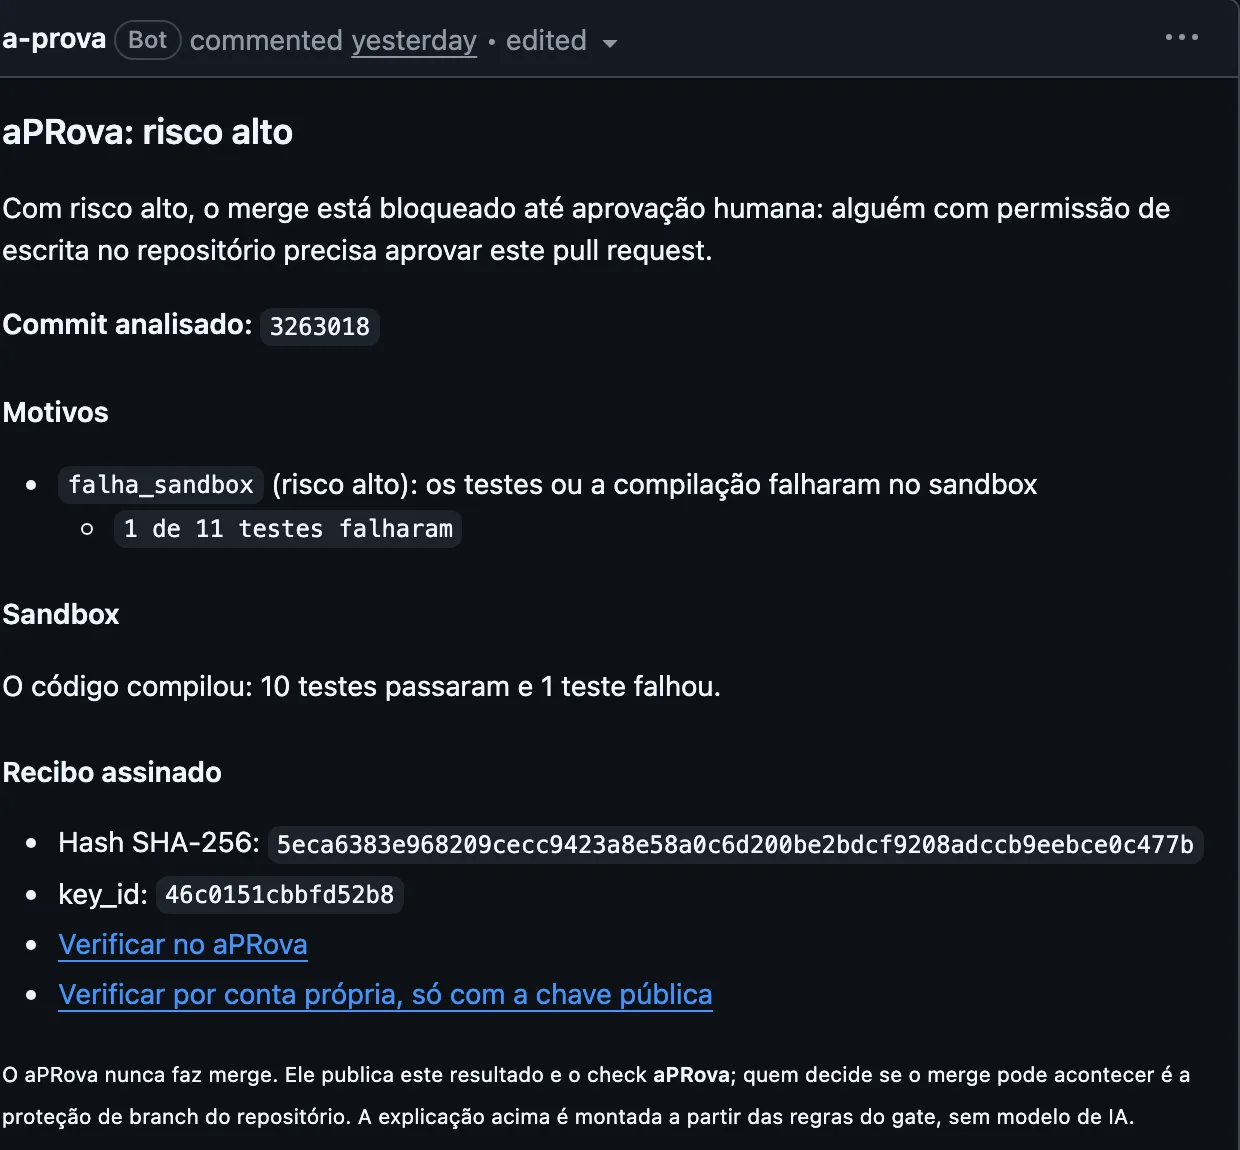 a-prova Bot commented yesterday • edited
aPRova: risco alto
Com risco alto, o merge está bloqueado até aprovação humana: alguém com permissão de
escrita no repositório precisa aprovar este pull request.
Commit analisado: 3263018
Motivos
falha_sandbox (risco alto): os testes ou a compilação falharam no sandbox
1 de 11 testes falharam
Sandbox
O código compilou: 10 testes passaram e 1 teste falhou.
Recibo assinado
Hash SHA-256: 5eca6383e968209cecc9423a8e58a0c6d200be2bdcf9208adccb9eebce0c477b
key_id: 46c0151cbbfd52b8
Verificar no aPRova
Verificar por conta própria, só com a chave pública
O aPRova nunca faz merge. Ele publica este resultado e o check aPRova; quem decide se o merge pode acontecer é a
proteção de branch do repositório. A explicação acima é montada a partir das regras do gate, sem modelo de IA.